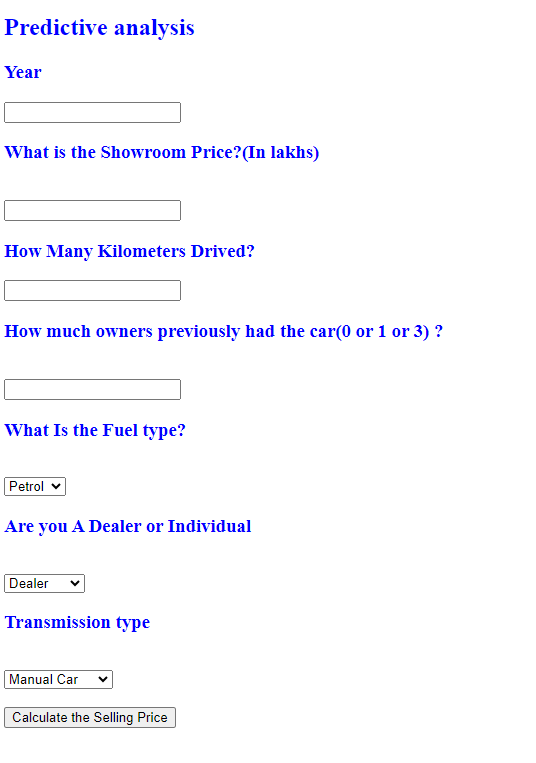 Predictive analysis
Year
What is the Showroom Price?(In lakhs)
How Many Kilometers Drived?
How much owners previously had the car(0 or 1 or 3) ?
What Is the Fuel type?
Petrol
Are you A Dealer or Individual
Dealer
Transmission type
Manual Car
Calculate the Selling Price